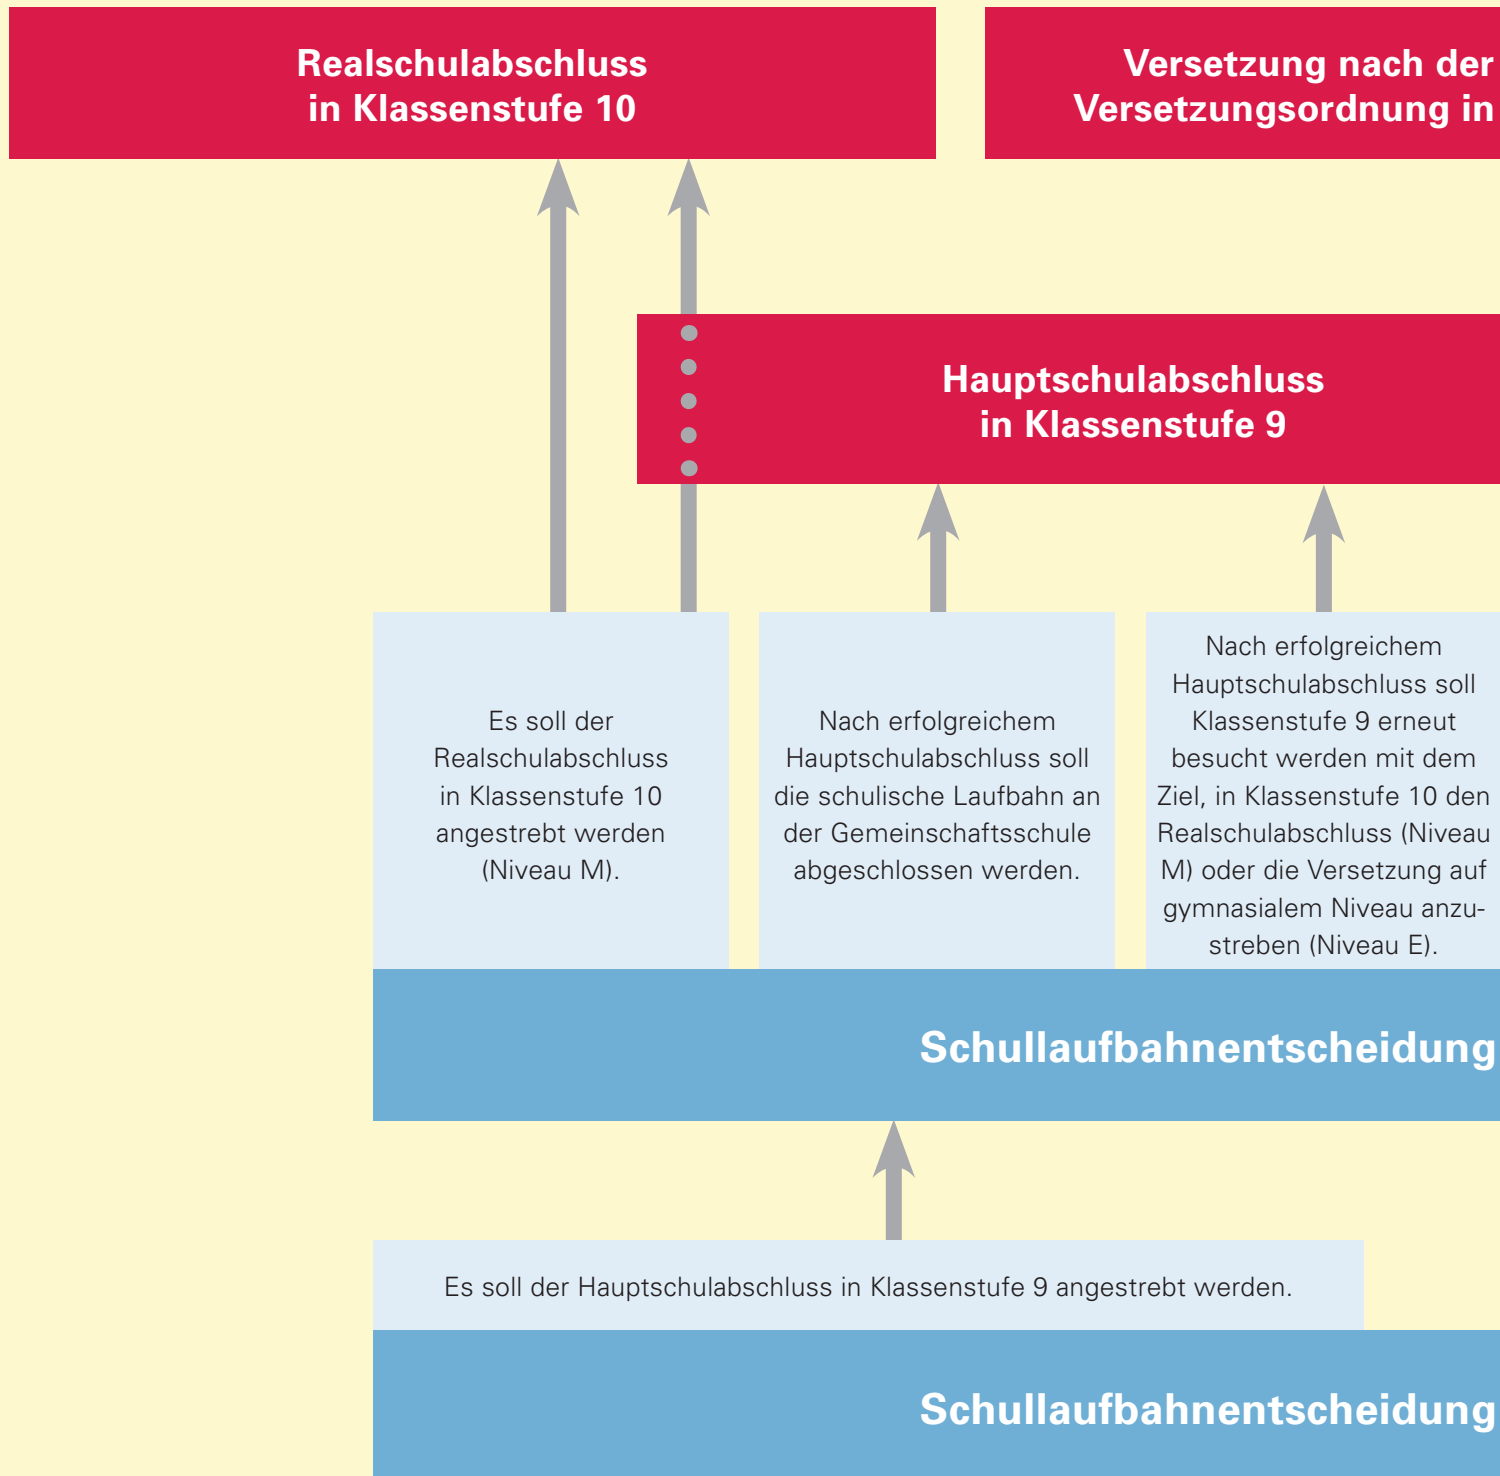 Realschulabschluss
in Klassenstufe 10
Versetzung nach der
Versetzungsordnung in
Hauptschulabschluss
in Klassenstufe 9
Es soll der
Realschulabschluss
in Klassenstufe 10
angestrebt werden
(Niveau M).
Nach erfolgreichem
Hauptschulabschluss soll
die schulische Laufbahn an
der Gemeinschaftsschule
abgeschlossen werden.
Nach erfolgreichem
Hauptschulabschluss soll
Klassenstufe 9 erneut
besucht werden mit dem
Ziel, in Klassenstufe 10 den
Realschulabschluss (Niveau
M) oder die Versetzung auf
gymnasialem Niveau anzu-
streben (Niveau E).
Schullaufbahnentscheidung
Es soll der Hauptschulabschluss in Klassenstufe 9 angestrebt werden.
Schullaufbahnentscheidung